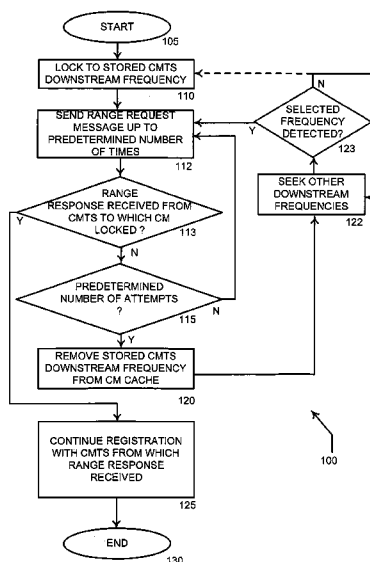 START
105
LOCK TO STORED CMTS
DOWNSTREAM FREQUENCY
110
SEND RANGE REQUEST
MESSAGE UP TO
PREDETERMINED NUMBER
OF TIMES
112
N
SELECTED
FREQUENCY
DETECTED?
123
Y
SEEK OTHER
DOWNSTREAM
FREQUENCIES
122
RANGE
RESPONSE RECEIVED FROM
CMTS TO WHICH CM
LOCKED ?
113
Y
N
PREDETERMINED
NUMBER OF ATTEMPTS
?
115
N
Y
REMOVE STORED CMTS
DOWNSTREAM FREQUENCY
FROM CM CACHE
120
CONTINUE REGISTRATION
WITH CMTS FROM WHICH
RANGE RESPONSE
RECEIVED
125
100
END
130